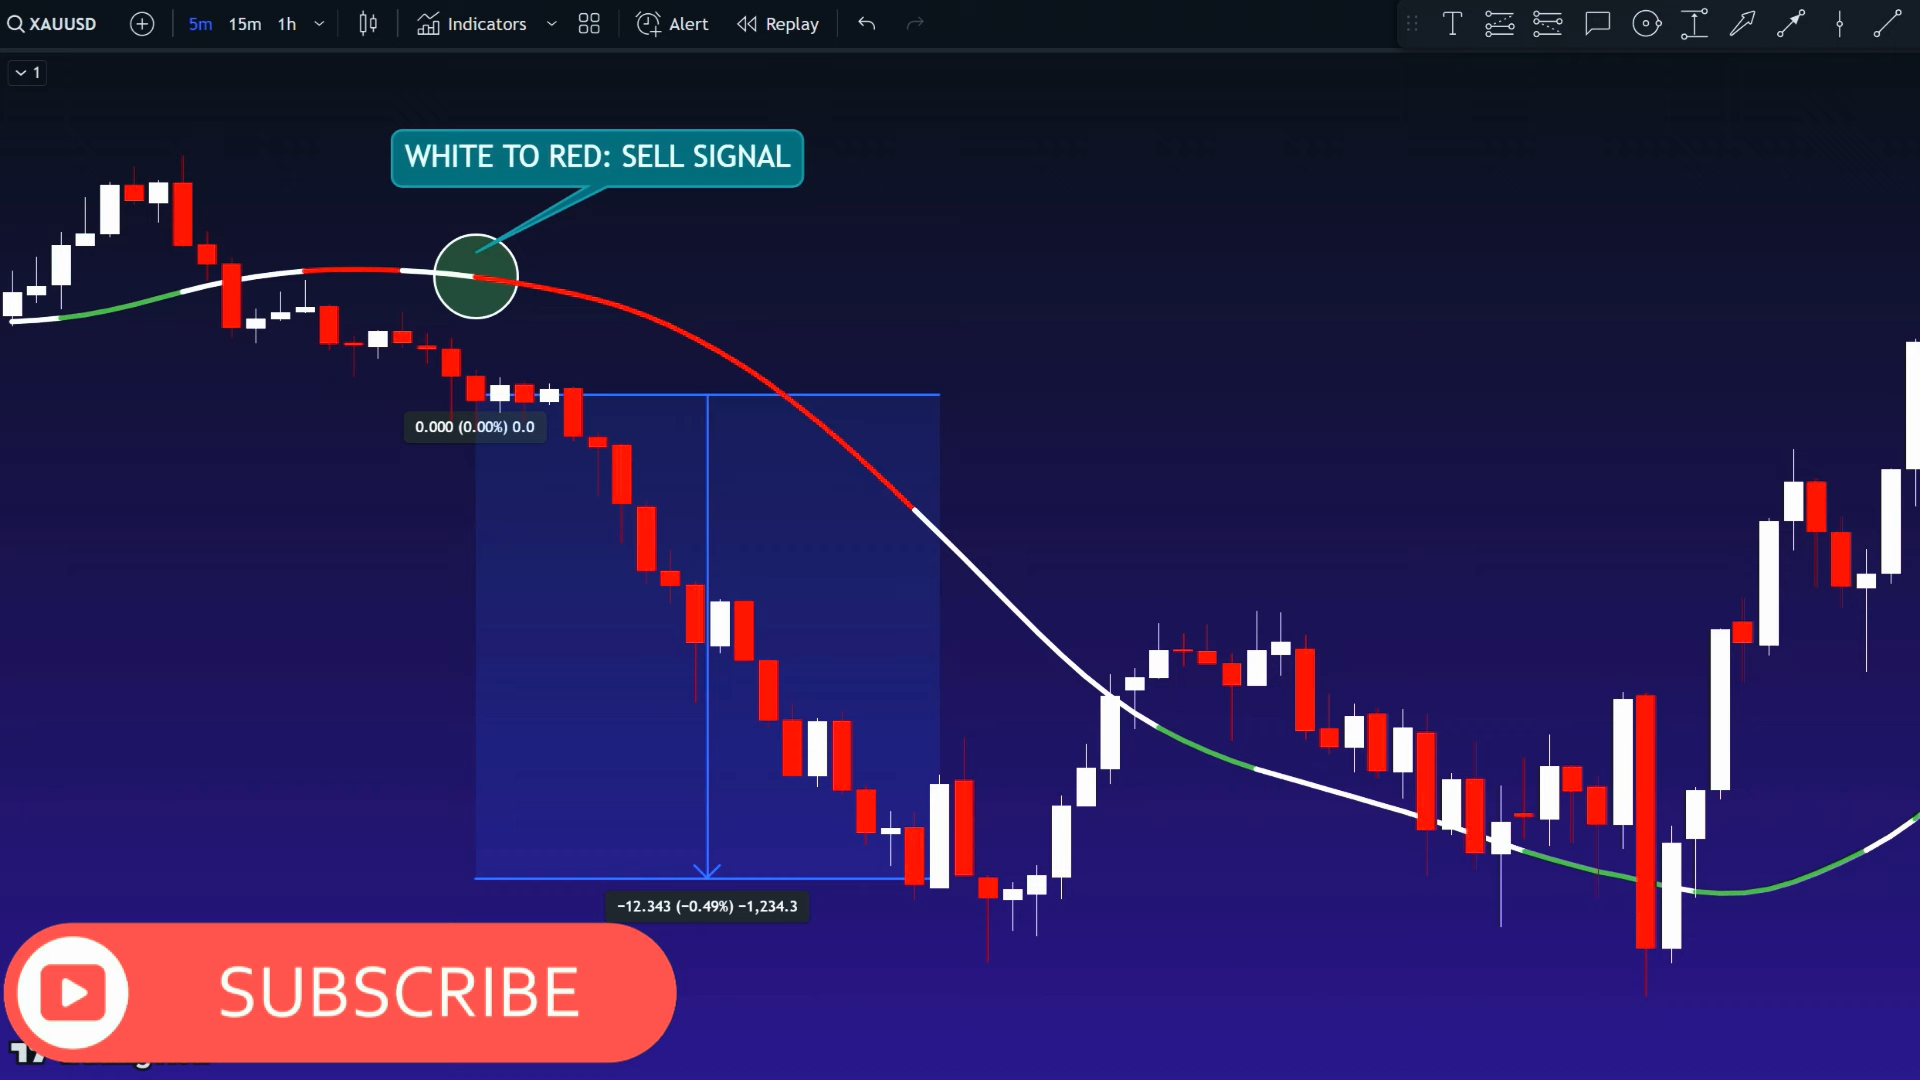 XAUUSD
5m 15m 1h
Indicators
Alert
Replay
1
WHITE TO RED: SELL SIGNAL
0.000 (0.00%) 0.0
−12.343 (−0.49%) −1,234.3
SUBSCRIBE